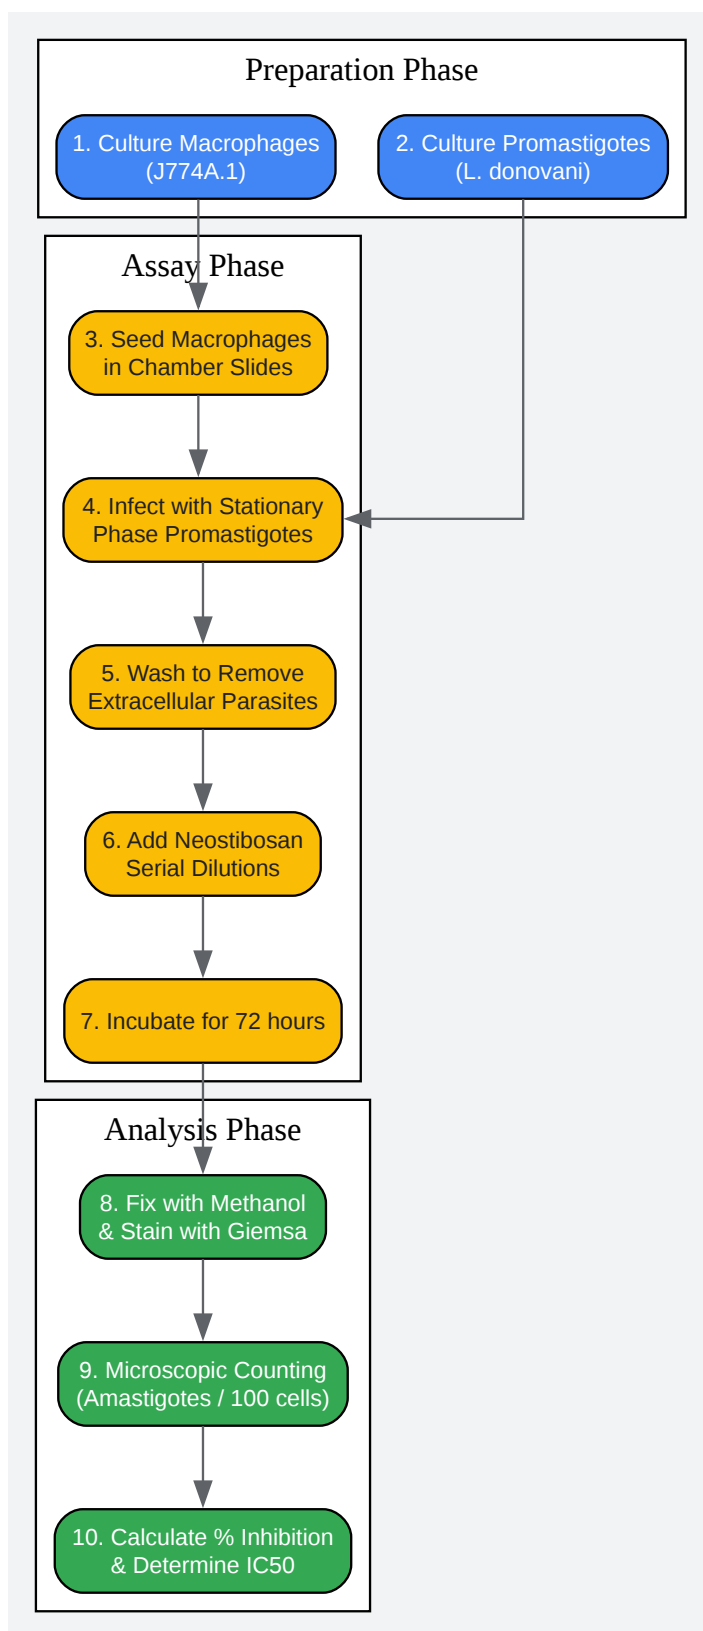 Preparation Phase
1. Culture Macrophages
(J774A.1)
2. Culture Promastigotes
(L. donovani)
Assay Phase
3. Seed Macrophages
in Chamber Slides
4. Infect with Stationary
Phase Promastigotes
5. Wash to Remove
Extracellular Parasites
6. Add Neostibosan
Serial Dilutions
7. Incubate for 72 hours
Analysis Phase
8. Fix with Methanol
& Stain with Giemsa
9. Microscopic Counting
(Amastigotes / 100 cells)
10. Calculate % Inhibition
& Determine IC50